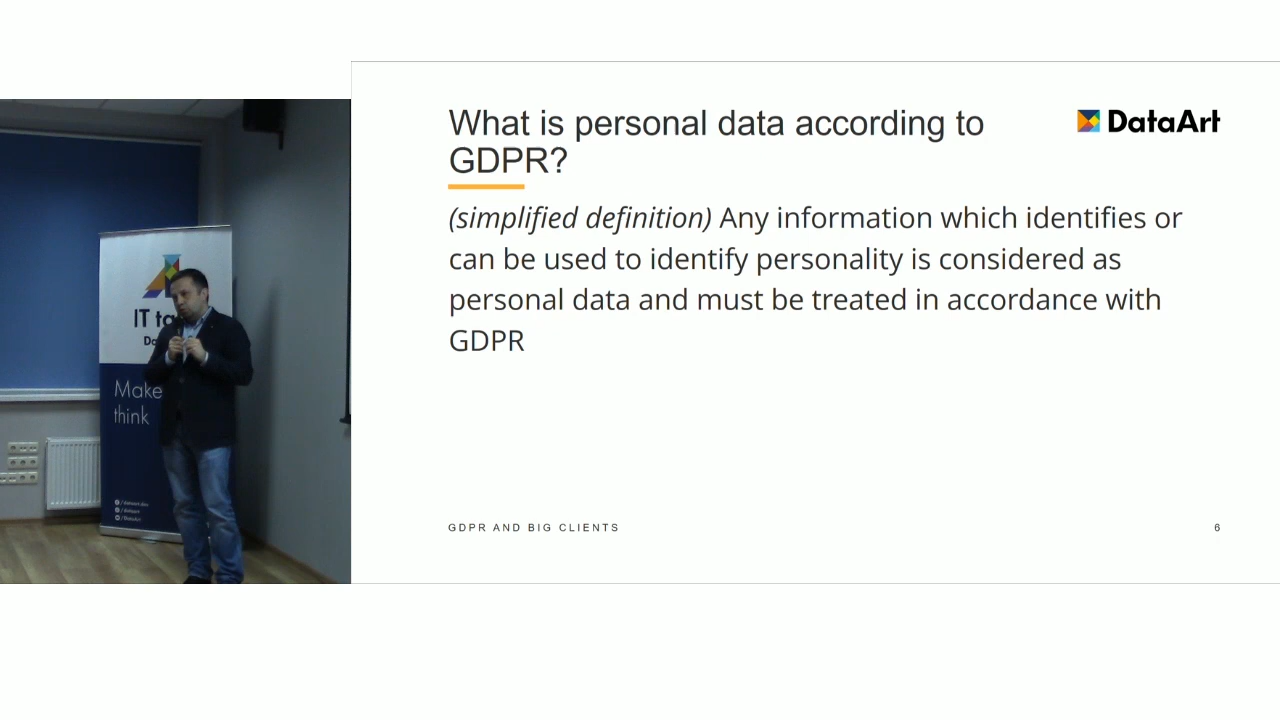 What is personal data according to
GDPR?
DataArt
(simplified definition) Any information which identifies or
can be used to identify personality is considered as
personal data and must be treated in accordance with
GDPR
GDPR AND BIG CLIENTS
6
IT
Make
think